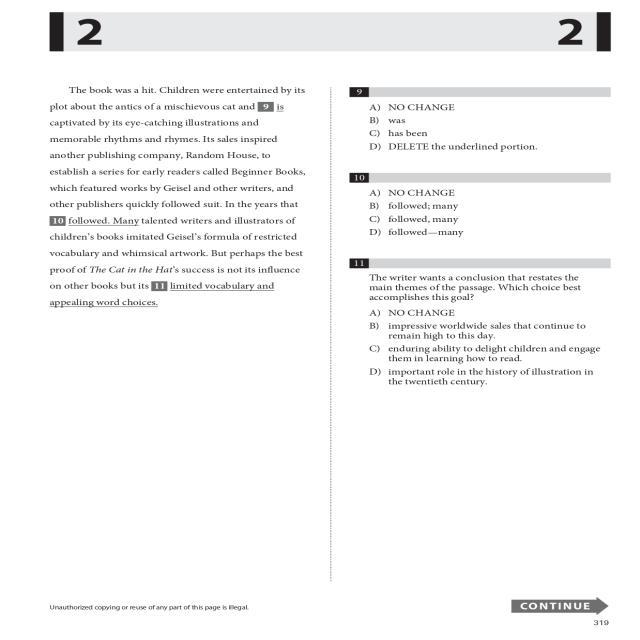 2
2
The book was a hit. Children were entertained by its
plot about the antics of a mischievous cat and 9 is
captivated by its eye-catching illustrations and
memorable rhythms and rhymes. Its sales inspired
another publishing company, Random House, to
establish a series for early readers called Beginner Books,
which featured works by Geisel and other writers, and
other publishers quickly followed suit. In the years that
10 followed. Many talented writers and illustrators of
children's books imitated Geisel's formula of restricted
vocabulary and whimsical artwork. But perhaps the best
proof of The Cat in the Hat's success is not its influence
on other books but its 11 limited vocabulary and
appealing word choices.
9
A) NO CHANGE
B) was
C) has been
D) DELETE the underlined portion.
10
A) NO CHANGE
B) followed; many
C) followed, many
D) followed—many
11
The writer wants a conclusion that restates the
main themes of the passage. Which choice best
accomplishes this goal?
A) NO CHANGE
B) impressive worldwide sales that continue to
remain high to this day.
C) enduring ability to delight children and engage
them in learning how to read.
D) important role in the history of illustration in
the twentieth century.
Unauthorized copying or reuse of any part of this page is illegal.
CONTINUE
319